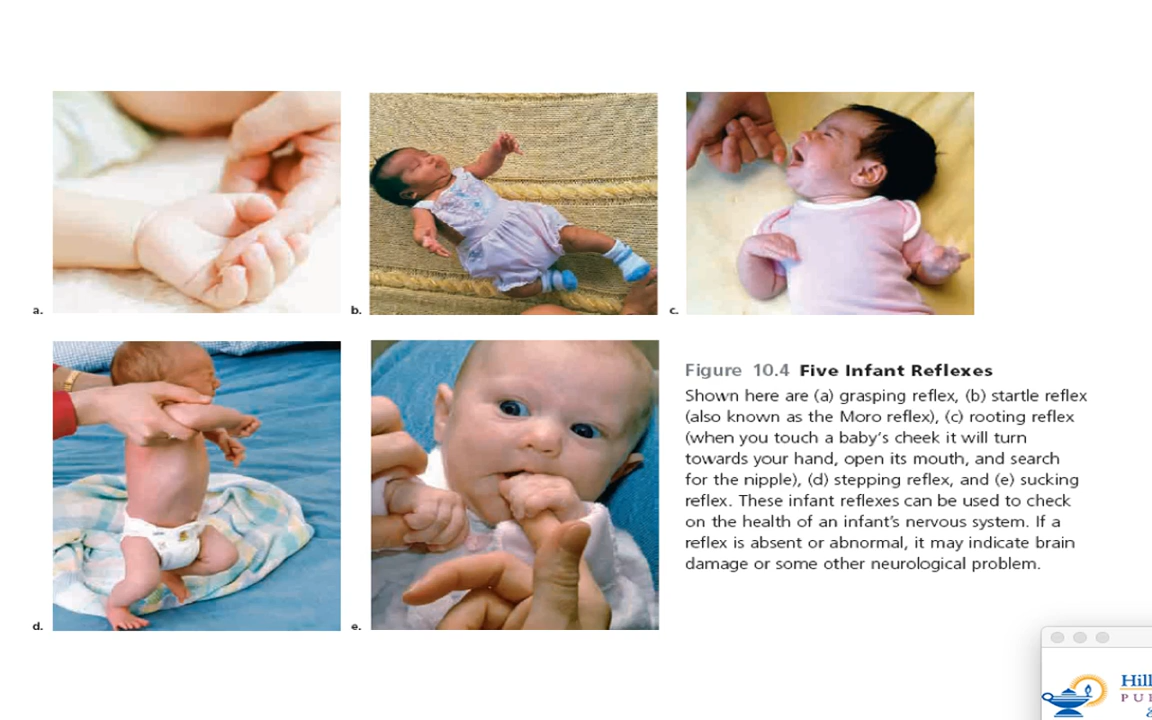 a.
b.
c.
d.
e.
Figure 10.4 Five Infant Reflexes
Shown here are (a) grasping reflex, (b) startle reflex
(also known as the Moro reflex), (c) rooting reflex
(when you touch a baby's cheek it will turn
towards your hand, open its mouth, and search
for the nipple), (d) stepping reflex, and (e) sucking
reflex. These infant reflexes can be used to check
on the health of an infant's nervous system. If a
reflex is absent or abnormal, it may indicate brain
damage or some other neurological problem.
Hill
PU
&